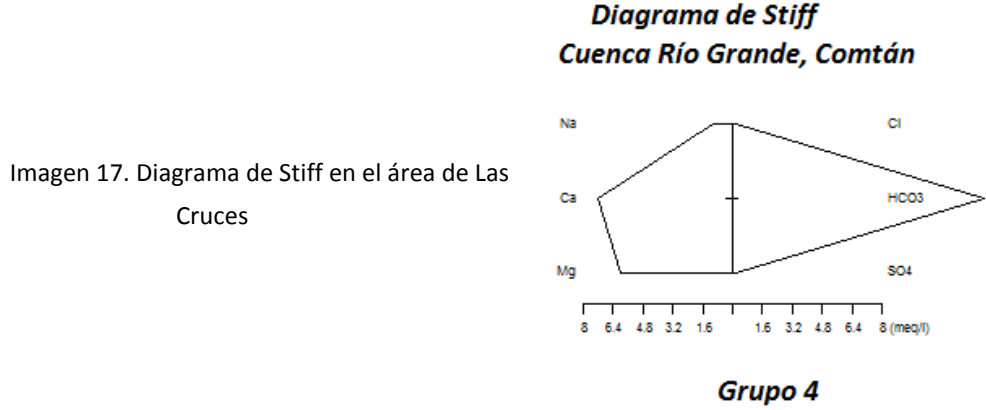 Diagrama de Stiff
Cuenca Río Grande, Comtán
Imagen 17. Diagrama de Stiff en el área de Las
Cruces
Na Cl
Ca HCO3
Mg SO4
8 6.4 4.8 3.2 1.6 1.6 3.2 4.8 6.4 8 (meq/l)
Grupo 4